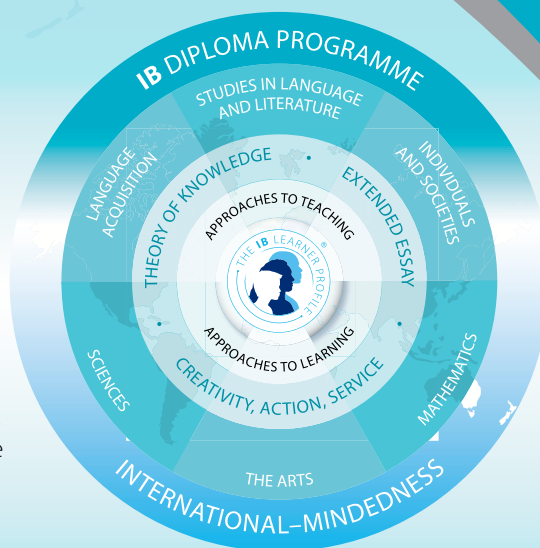 IB DIPLOMA PROGRAMME
STUDIES IN LANGUAGE
AND LITERATURE
LANGUAGE
ACQUISITION
INDIVIDUALS
AND SOCIETIES
THEORY OF KNOWLEDGE
EXTENDED ESSAY
APPROACHES TO TEACHING
THE IB LEARNER PROFILE
®
APPROACHES TO LEARNING
CREATIVITY, ACTION, SERVICE
SCIENCES
MATHEMATICS
THE ARTS
INTERNATIONAL–MINDEDNESS
e